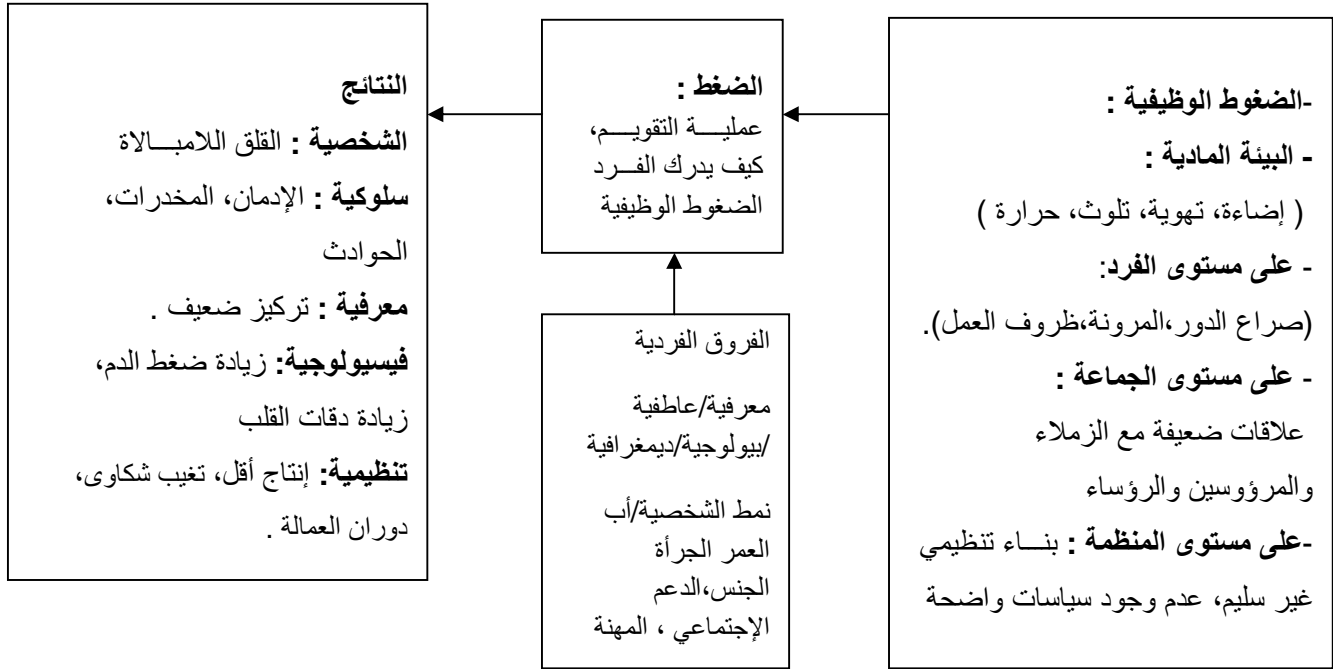 -الضغوط الوظيفية :
- البيئة المادية :
( إضاءة، تهوية، تلوث، حرارة )
- على مستوى الفرد:
(صراع الدور،المرونة،ظروف العمل).
- على مستوى الجماعة :
علاقات ضعيفة مع الزملاء
والمرؤوسين والرؤساء
-على مستوى المنظمة : بنـــاء تنظيمي
غير سليم، عدم وجود سياسات واضحة
الضغط :
عمليـــة التقويـــم،
كيف يدرك الفـــرد
الضغوط الوظيفية
الفروق الفردية
معرفية/عاطفية
/بيولوجية/ديمغرافية
نمط الشخصية/أب
العمر الجرأة
الجنس،الدعم
الإجتماعي ، المهنة
النتائج
الشخصية : القلق اللامبـــالاة
سلوكية : الإدمان، المخدرات،
الحوادث
معرفية : تركيز ضعيف .
فيسيولوجية: زيادة ضغط الدم،
زيادة دقات القلب
تنظيمية: إنتاج أقل، تغيب شكاوى،
دوران العمالة .